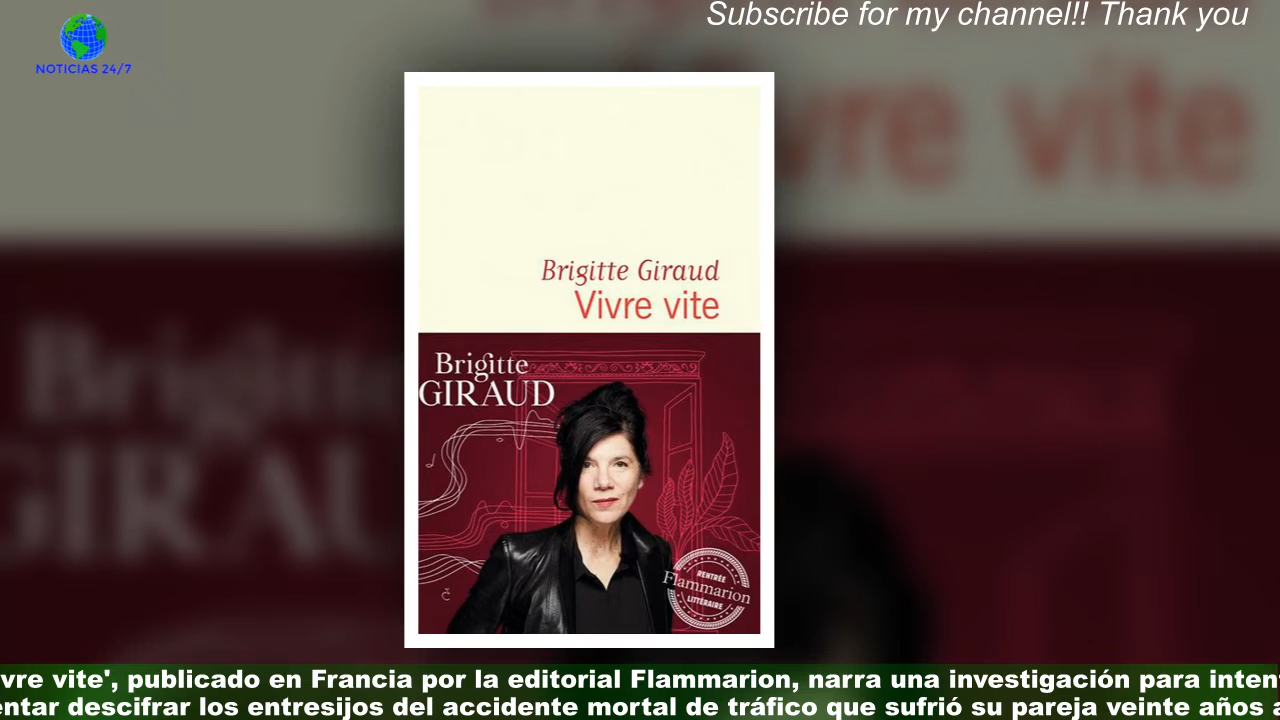 Subscribe for my channel!! Thank you
NOTICIAS 24/7
Brigitte Giraud
Vivre vite
Brigitte
GIRAUD
RENTRÉE
Flammarion
LITTÉRAIRE
vre vite', publicado en Francia por la editorial Flammarion, narra una investigación para inten
entar descifrar los entresijos del accidente mortal de tráfico que sufrió su pareja veinte años a